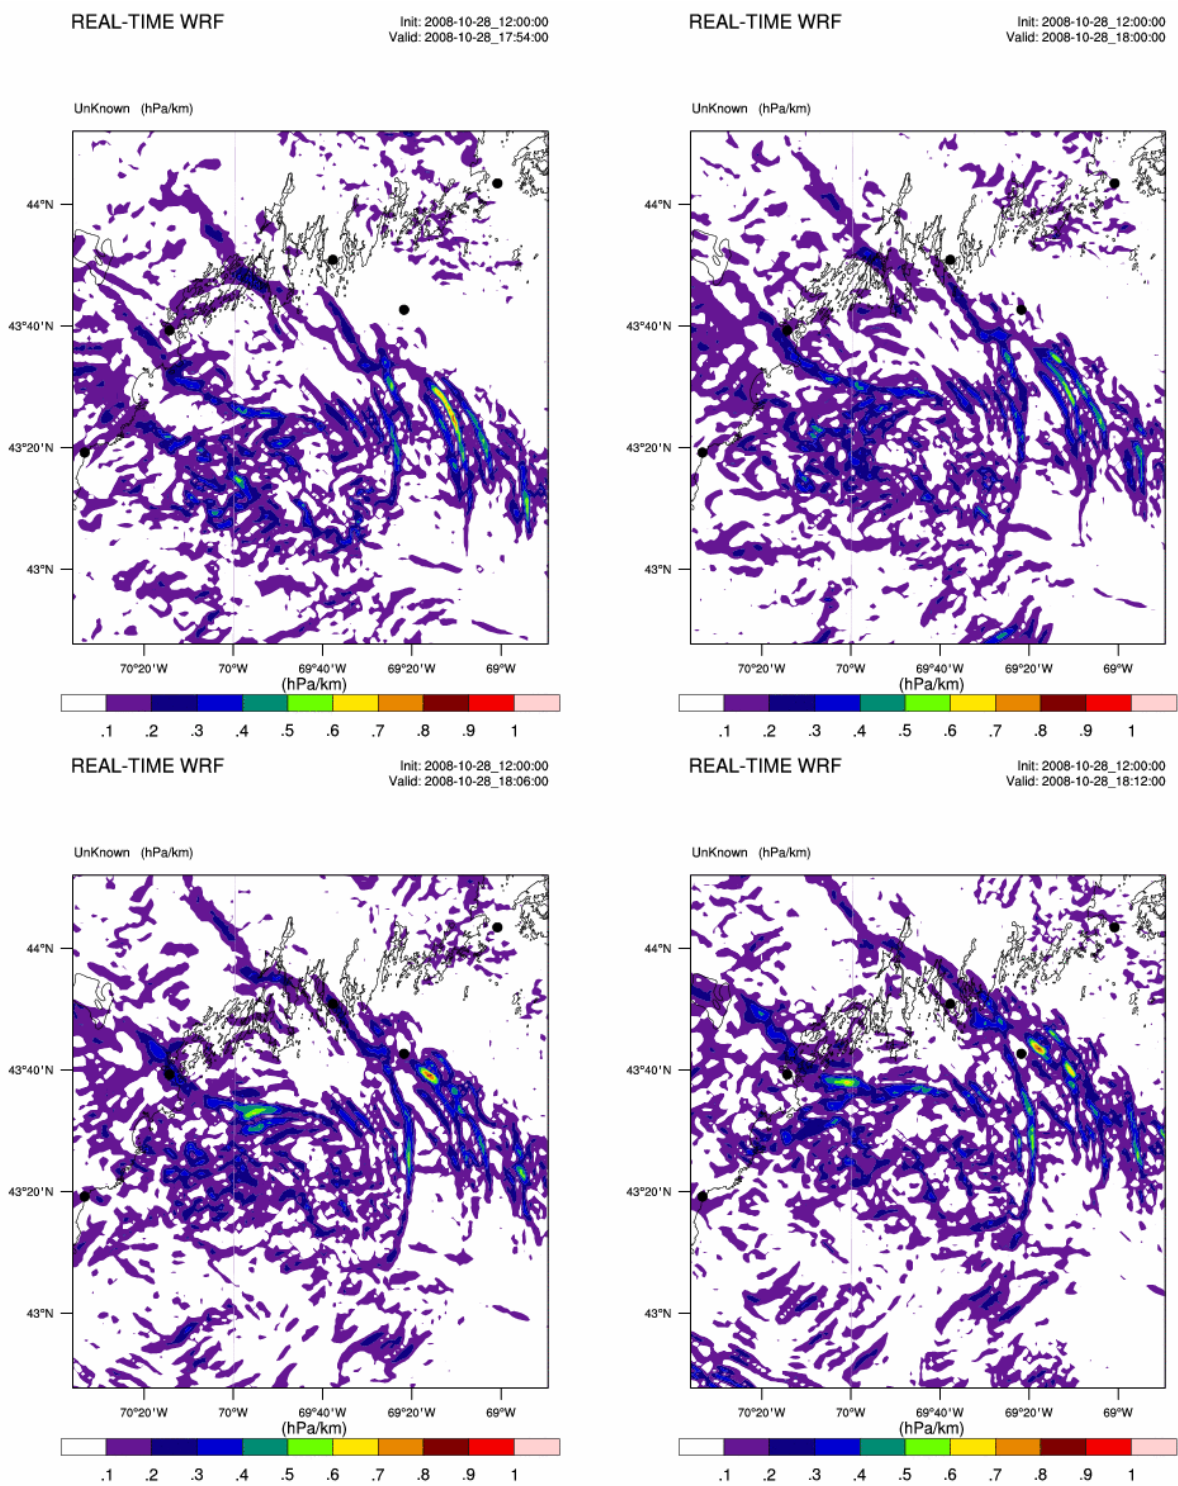 REAL-TIME WRF
Init: 2008-10-28_12:00:00
Valid: 2008-10-28_17:54:00
UnKnown (hPa/km)
44°N
43°40'N
43°20'N
43°N
70°20'W 70°W 69°40'W 69°20'W 69°W
(hPa/km)
.1 .2 .3 .4 .5 .6 .7 .8 .9 1
REAL-TIME WRF
Init: 2008-10-28_12:00:00
Valid: 2008-10-28_18:00:00
UnKnown (hPa/km)
44°N
43°40'N
43°20'N
43°N
70°20'W 70°W 69°40'W 69°20'W 69°W
(hPa/km)
.1 .2 .3 .4 .5 .6 .7 .8 .9 1
REAL-TIME WRF
Init: 2008-10-28_12:00:00
Valid: 2008-10-28_18:06:00
UnKnown (hPa/km)
44°N
43°40'N
43°20'N
43°N
70°20'W 70°W 69°40'W 69°20'W 69°W
(hPa/km)
.1 .2 .3 .4 .5 .6 .7 .8 .9 1
REAL-TIME WRF
Init: 2008-10-28_12:00:00
Valid: 2008-10-28_18:12:00
UnKnown (hPa/km)
44°N
43°40'N
43°20'N
43°N
70°20'W 70°W 69°40'W 69°20'W 69°W
(hPa/km)
.1 .2 .3 .4 .5 .6 .7 .8 .9 1